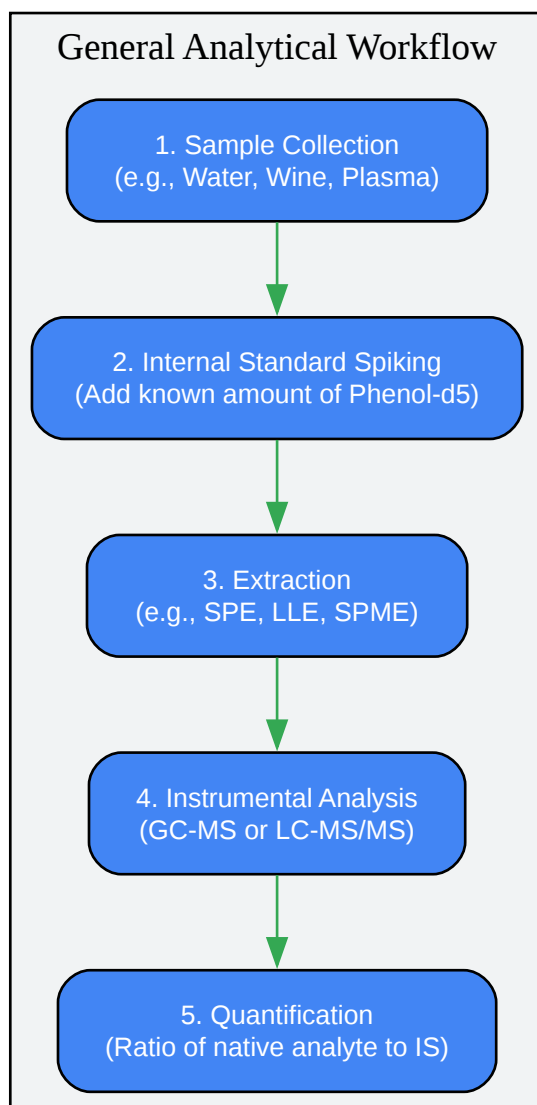 General Analytical Workflow
1. Sample Collection
(e.g., Water, Wine, Plasma)
2. Internal Standard Spiking
(Add known amount of Phenol-d5)
3. Extraction
(e.g., SPE, LLE, SPME)
4. Instrumental Analysis
(GC-MS or LC-MS/MS)
5. Quantification
(Ratio of native analyte to IS)